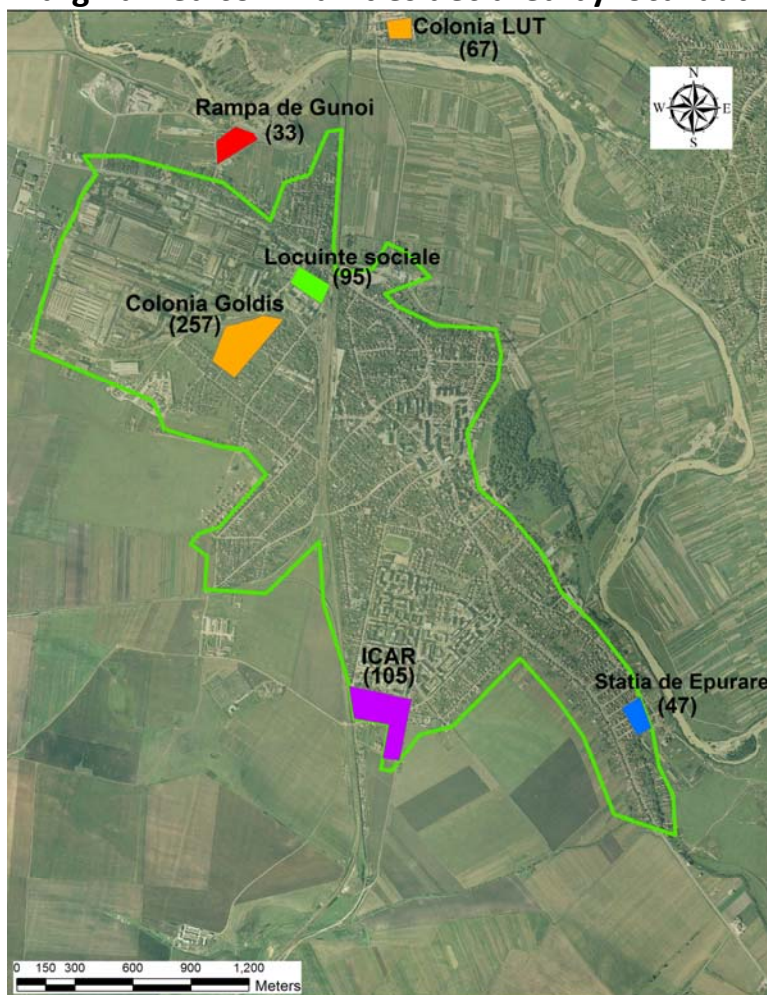 Colonia LUT
(67)
N
W E
S
Rampa de Gunoi
(33)
Locuinte sociale
(95)
Colonia Goldis
(257)
ICAR
(105)
Statia de Epurare
(47)
0 150 300 600 900 1,200
Meters